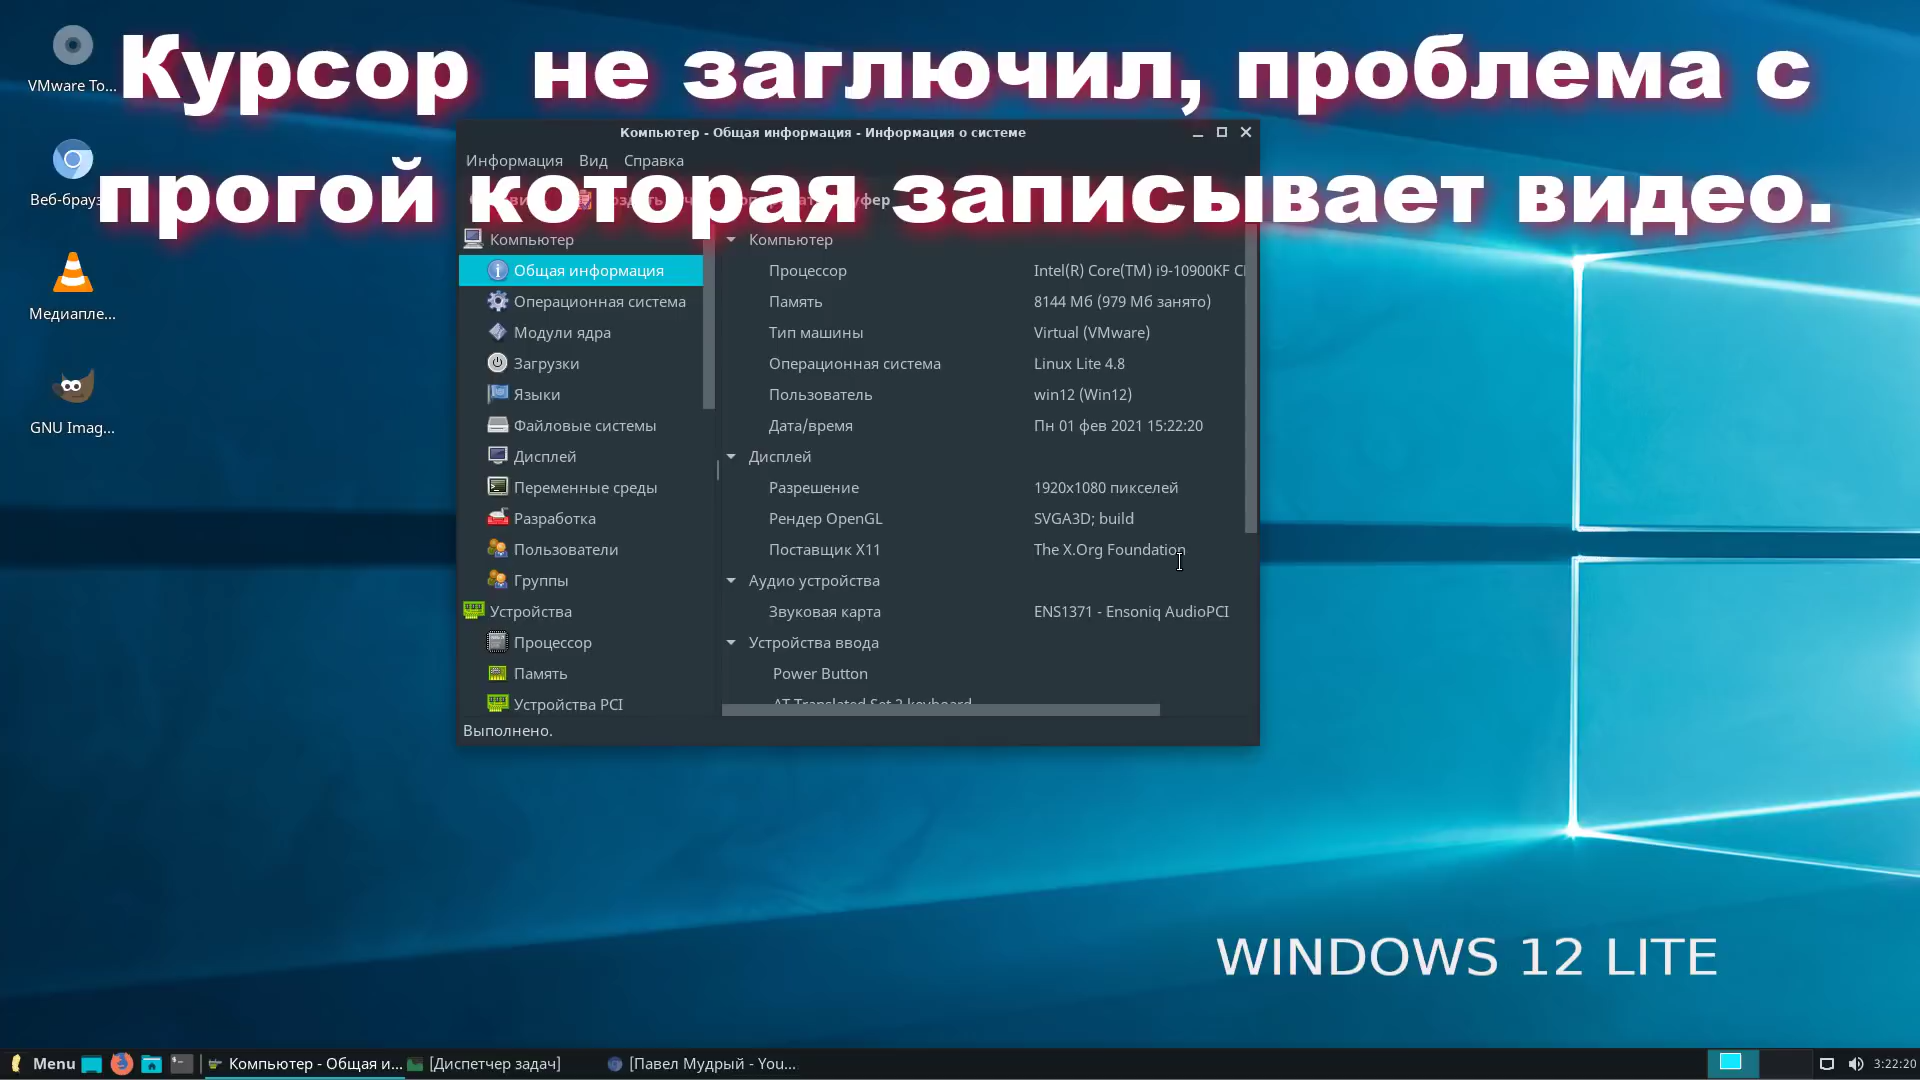 Курсор не заглючил, проблема с
прогой которая записывает видео.
VMware To...
Веб-брауз
Медиапле...
GNU Imag...
Компьютер - Общая информация - Информация о системе
Информация Вид Справка
Компьютер
Общая информация
Операционная система
Модули ядра
Загрузки
Языки
Файловые системы
Дисплей
Переменные среды
Разработка
Пользователи
Группы
Устройства
Процессор
Память
Устройства PCI
Компьютер
Процессор Intel(R) Core(TM) i9-10900KF C
Память 8144 Мб (979 Мб занято)
Тип машины Virtual (VMware)
Операционная система Linux Lite 4.8
Пользователь win12 (Win12)
Дата/время Пн 01 фев 2021 15:22:20
Дисплей
Разрешение 1920x1080 пикселей
Рендер OpenGL SVGA3D; build
Поставщик X11 The X.Org Foundation
Аудио устройства
Звуковая карта ENS1371 - Ensoniq AudioPCI
Устройства ввода
Power Button
AT Translated Set 2 keyboard
Выполнено.
WINDOWS 12 LITE
Menu Компьютер - Общая и... [Диспетчер задач] [Павел Мудрый - You... 3:22:20